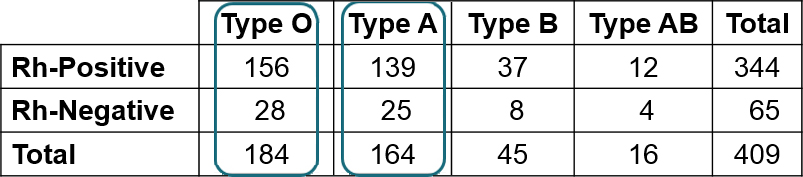 Type O Type A Type B Type AB Total
Rh-Positive 156 139 37 12 344
Rh-Negative 28 25 8 4 65
Total 184 164 45 16 409